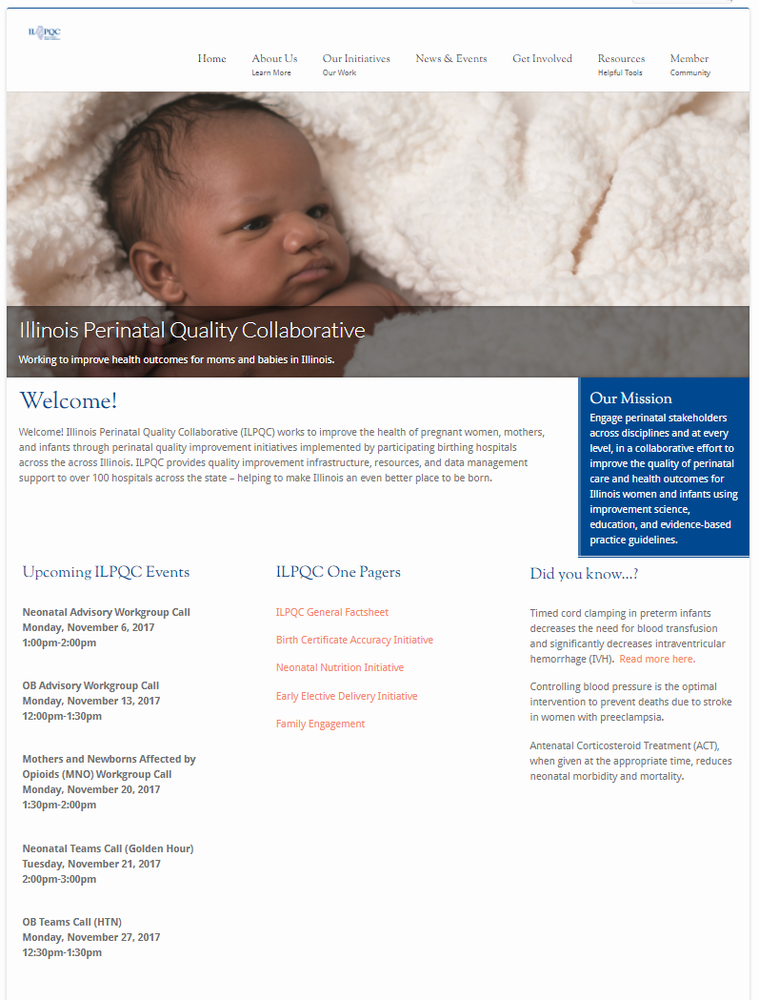 ILPQC
Home
About Us
Learn More
Our Initiatives
Our Work
News & Events
Get Involved
Resources
Helpful Tools
Member
Community
Illinois Perinatal Quality Collaborative
Working to improve health outcomes for moms and babies in Illinois.
Welcome!
Welcome! Illinois Perinatal Quality Collaborative (ILPQC) works to improve the health of pregnant women, mothers,
and infants through perinatal quality improvement initiatives implemented by participating birthing hospitals
across the across Illinois. ILPQC provides quality improvement infrastructure, resources, and data management
support to over 100 hospitals across the state – helping to make Illinois an even better place to be born.
Our Mission
Engage perinatal stakeholders
across disciplines and at every
level, in a collaborative effort to
improve the quality of perinatal
care and health outcomes for
Illinois women and infants using
improvement science,
education, and evidence-based
practice guidelines.
Upcoming ILPQC Events
Neonatal Advisory Workgroup Call
Monday, November 6, 2017
1:00pm-2:00pm
OB Advisory Workgroup Call
Monday, November 13, 2017
12:00pm-1:30pm
Mothers and Newborns Affected by
Opioids (MNO) Workgroup Call
Monday, November 20, 2017
1:30pm-2:00pm
Neonatal Teams Call (Golden Hour)
Tuesday, November 21, 2017
2:00pm-3:00pm
OB Teams Call (HTN)
Monday, November 27, 2017
12:30pm-1:30pm
ILPQC One Pagers
ILPQC General Factsheet
Birth Certificate Accuracy Initiative
Neonatal Nutrition Initiative
Early Elective Delivery Initiative
Family Engagement
Did you know...?
Timed cord clamping in preterm infants
decreases the need for blood transfusion
and significantly decreases intraventricular
hemorrhage (IVH).  Read more here.
Controlling blood pressure is the optimal
intervention to prevent deaths due to stroke
in women with preeclampsia.
Antenatal Corticosteroid Treatment (ACT),
when given at the appropriate time, reduces
neonatal morbidity and mortality.